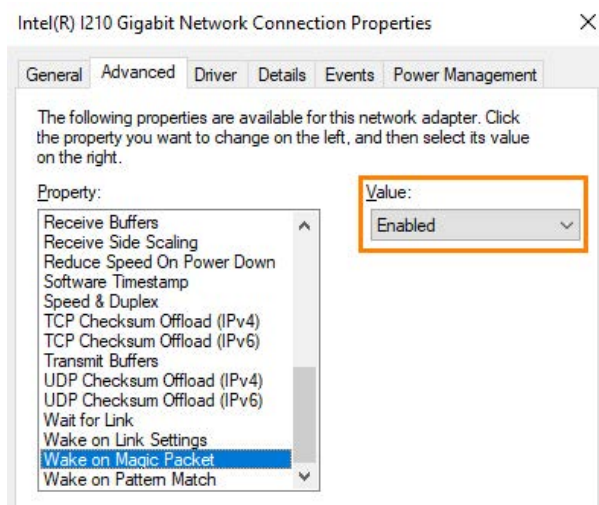 Intel(R) I210 Gigabit Network Connection Properties
General Advanced Driver Details Events Power Management
The following properties are available for this network adapter. Click
the property you want to change on the left, and then select its value
on the right.
Property:
Value:
Enabled
Receive Buffers
Receive Side Scaling
Reduce Speed On Power Down
Software Timestamp
Speed & Duplex
TCP Checksum Offload (IPv4)
TCP Checksum Offload (IPv6)
Transmit Buffers
UDP Checksum Offload (IPv4)
UDP Checksum Offload (IPv6)
Wait for Link
Wake on Link Settings
Wake on Magic Packet
Wake on Pattern Match